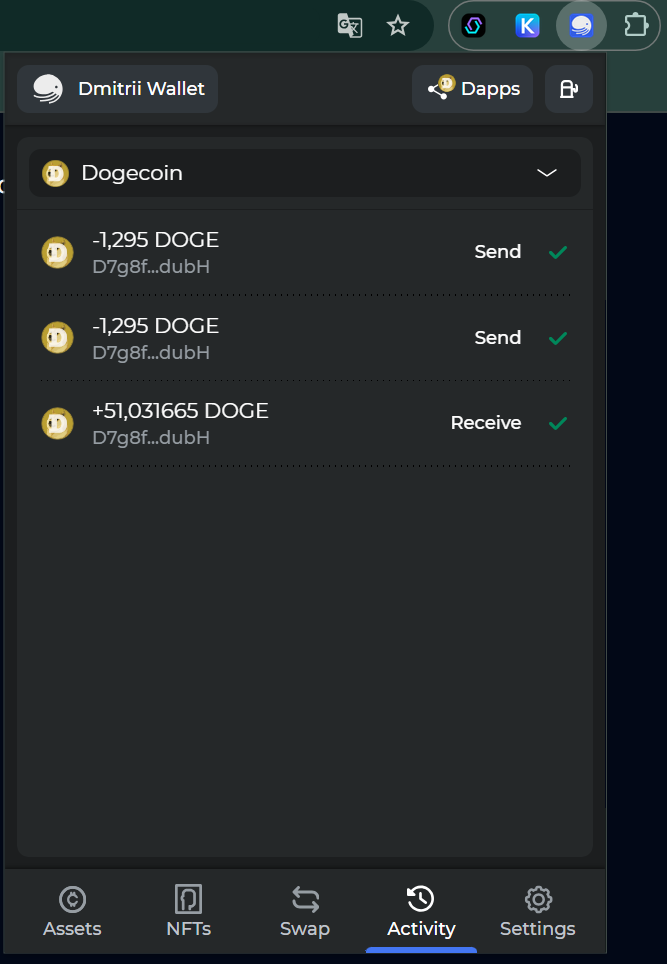 Dmitrii Wallet
Dapps
Dogecoin
-1,295 DOGE
Send
D7g8f...dubH
-1,295 DOGE
Send
D7g8f...dubH
+51,031665 DOGE
Receive
D7g8f...dubH
Assets
NFTs
Swap
Activity
Settings